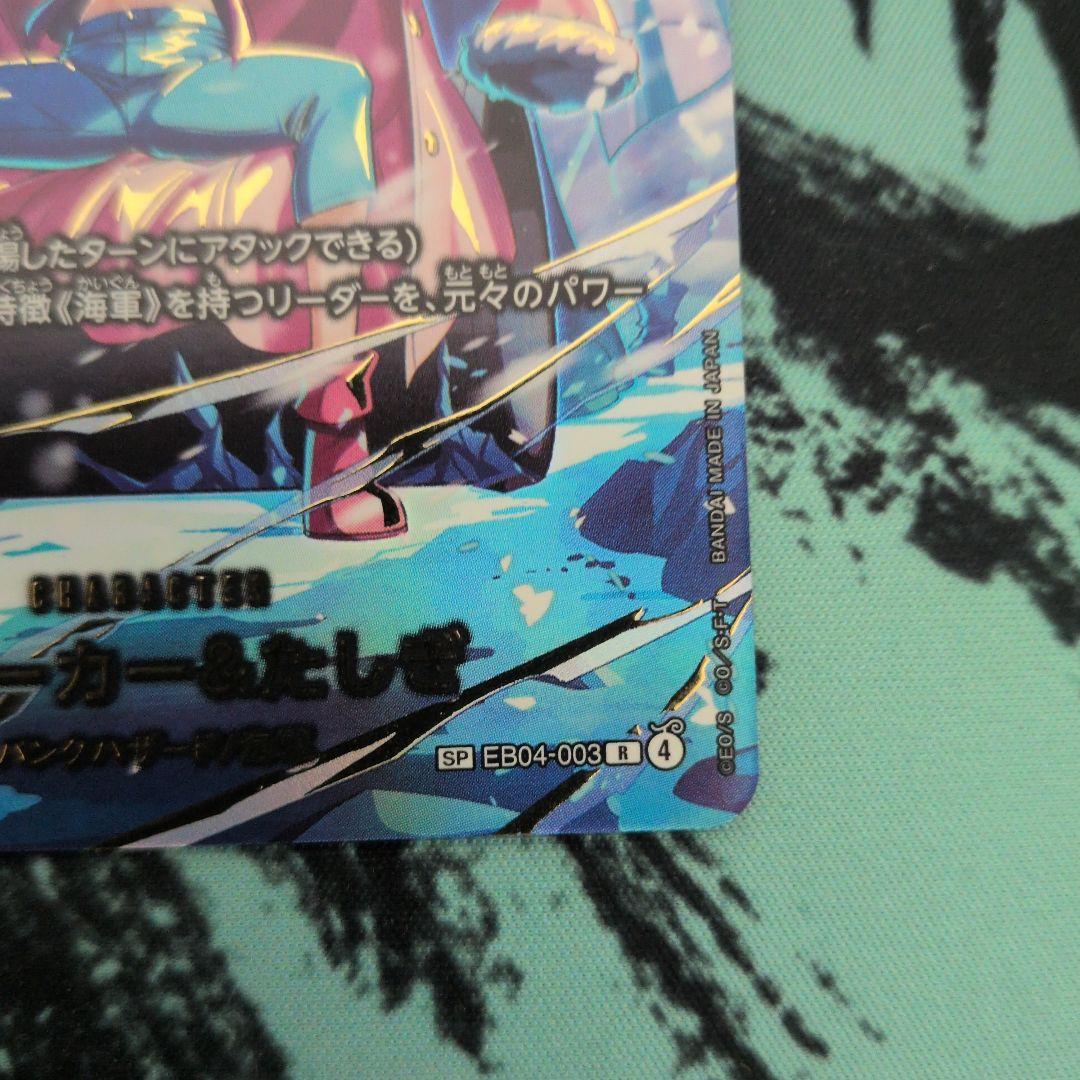 場したターンにアタックできる)
特徴《海軍》を持つリーダーを、元々のパワー
CHARACTER
ーカー&たしぎ
パンクハザード/海軍
SP EB04-003 R 4
©EO/S ©O/S･F･T BANDAI MADE IN JAPAN